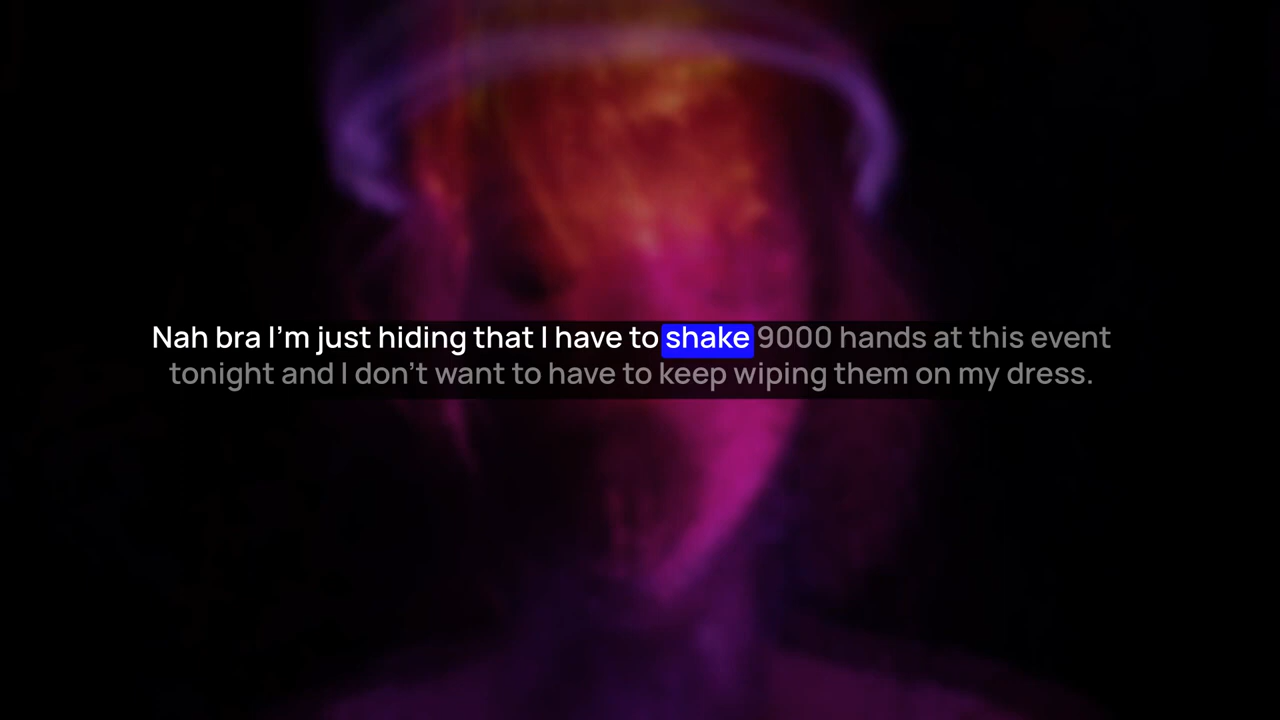 Nah bra I'm just hiding that I have to shake 9000 hands at this event
tonight and I don't want to have to keep wiping them on my dress.